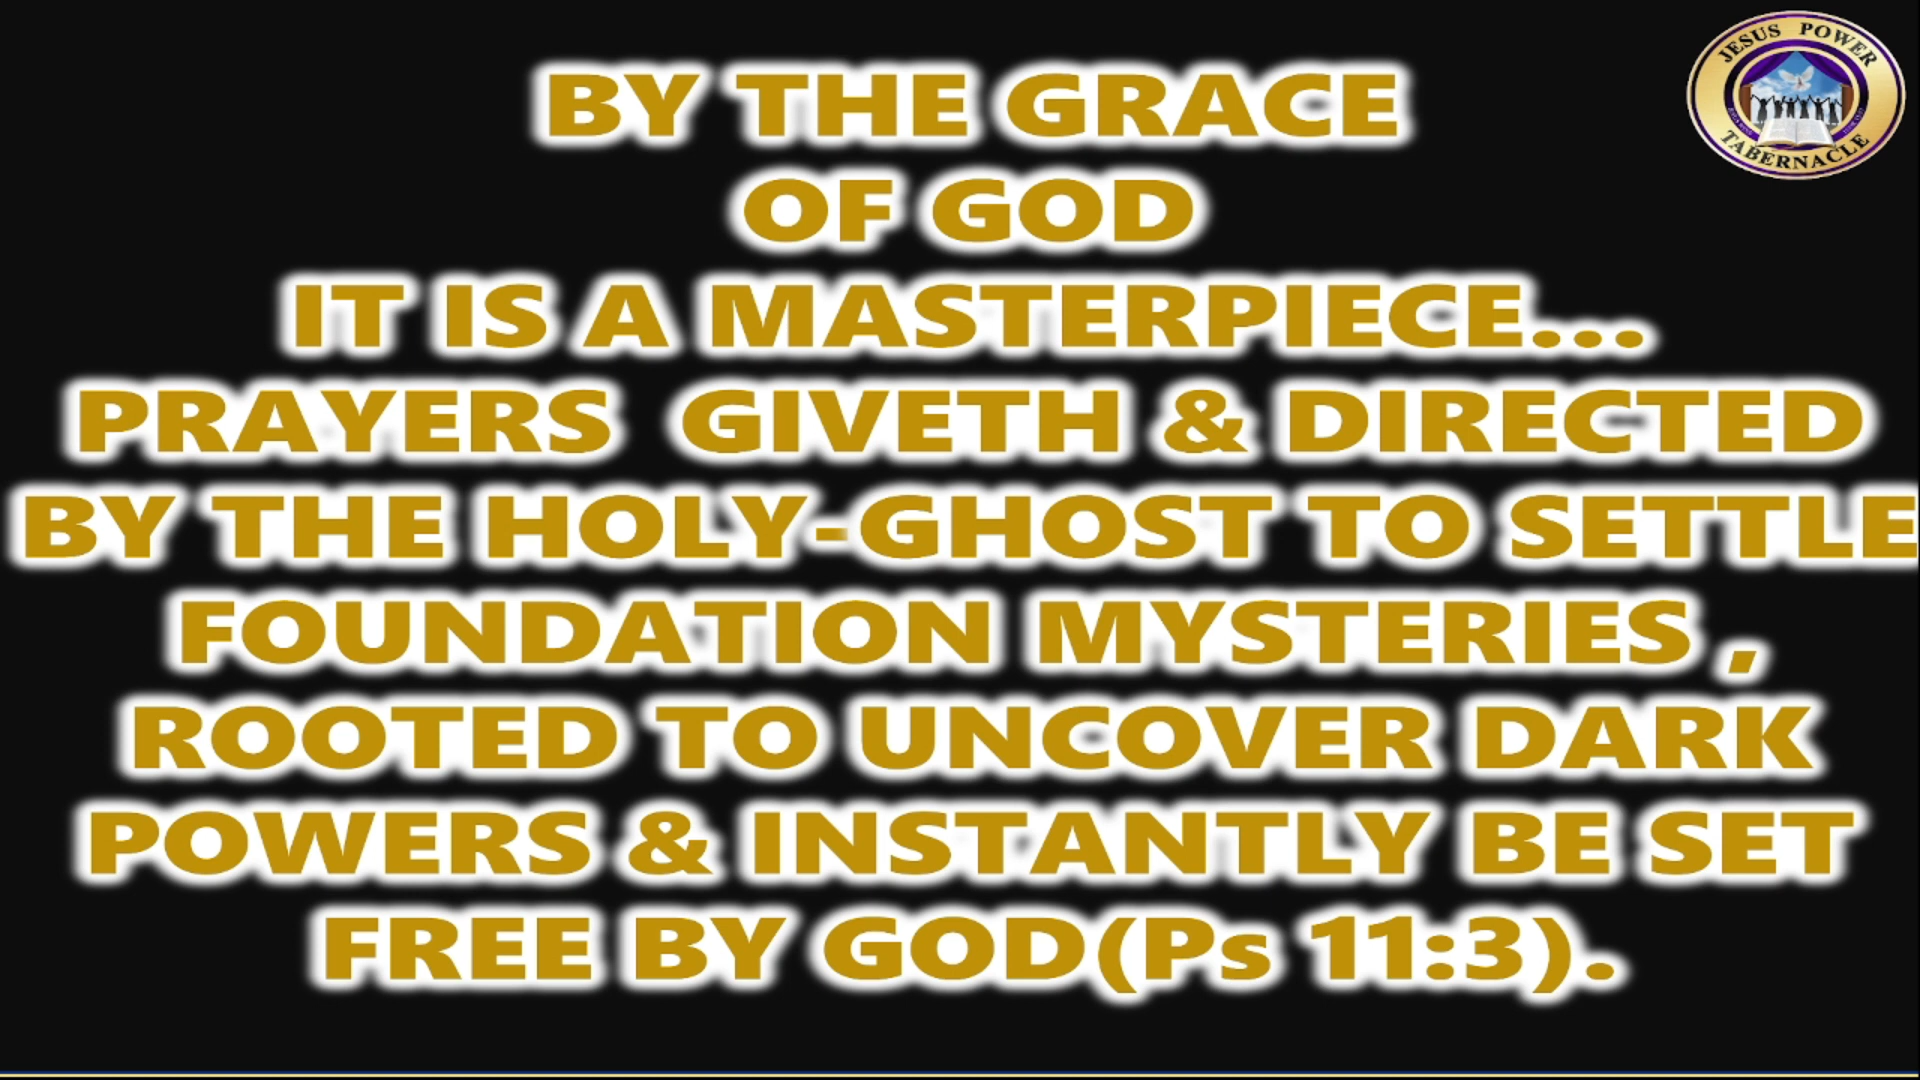 BY THE GRACE
OF GOD
IT IS A MASTERPIECE...
PRAYERS GIVETH & DIRECTED
BY THE HOLY-GHOST TO SETTLE
FOUNDATION MYSTERIES ,
ROOTED TO UNCOVER DARK
POWERS & INSTANTLY BE SET
FREE BY GOD(Ps 11:3).
JESUS POWER
TABERNACLE